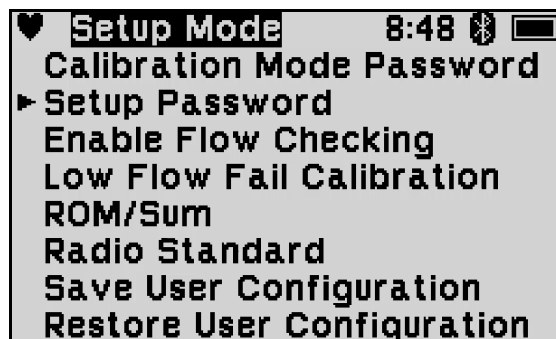 Setup Mode 8:48
Calibration Mode Password
Setup Password
Enable Flow Checking
Low Flow Fail Calibration
ROM/Sum
Radio Standard
Save User Configuration
Restore User Configuration